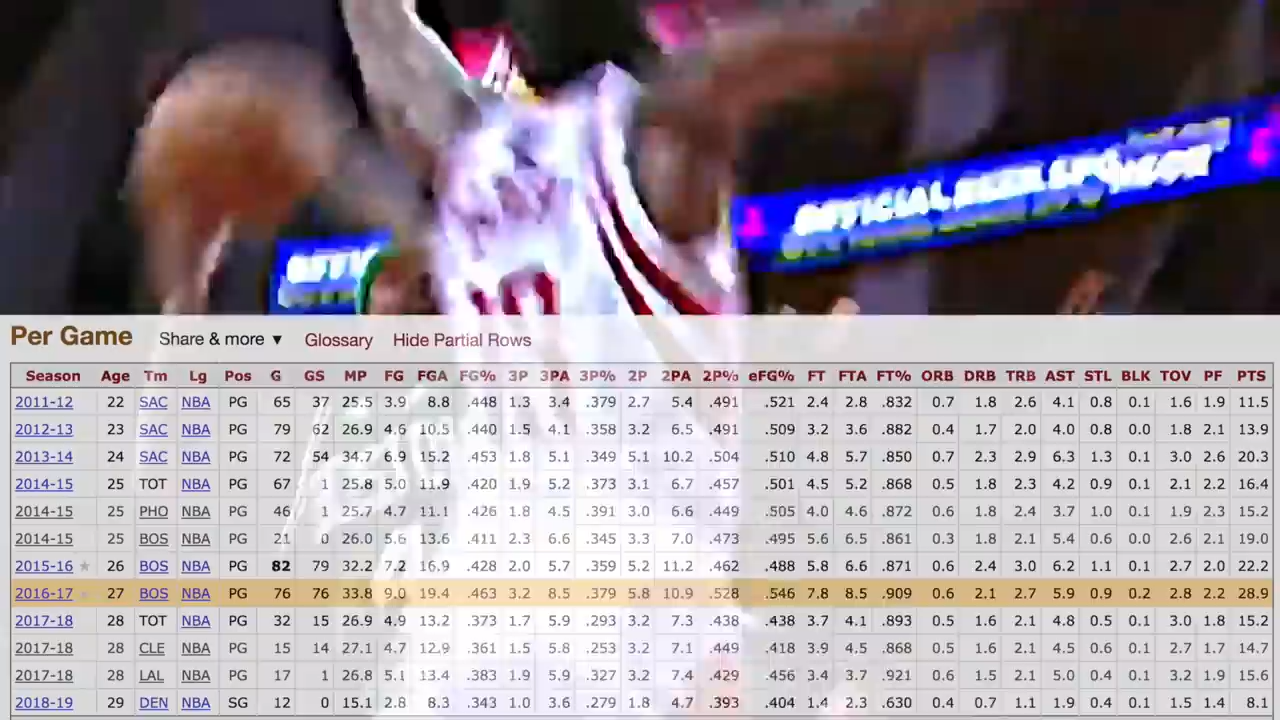 OFFICIAL BEER SPONSOR
Per Game Share & more ▼ Glossary Hide Partial Rows
Season Age Tm Lg Pos G GS MP FG FGA FG% 3P 3PA 3P% 2P 2PA 2P% eFG% FT FTA FT% ORB DRB TRB AST STL BLK TOV PF PTS
2011-12 22 SAC NBA PG 65 37 25.5 3.9 8.8 .448 1.3 3.4 .379 2.7 5.4 .491 .521 2.4 2.8 .832 0.7 1.8 2.6 4.1 0.8 0.1 1.6 1.9 11.5
2012-13 23 SAC NBA PG 79 62 26.9 4.6 10.5 .440 1.5 4.1 .358 3.2 6.5 .491 .509 3.2 3.6 .882 0.4 1.7 2.0 4.0 0.8 0.0 1.8 2.1 13.9
2013-14 24 SAC NBA PG 72 54 34.7 6.9 15.2 .453 1.8 5.1 .349 5.1 10.2 .504 .510 4.8 5.7 .850 0.7 2.3 2.9 6.3 1.3 0.1 3.0 2.6 20.3
2014-15 25 TOT NBA PG 67 1 25.8 5.0 11.9 .420 1.9 5.2 .373 3.1 6.7 .457 .501 4.5 5.2 .868 0.5 1.8 2.3 4.2 0.9 0.1 2.1 2.2 16.4
2014-15 25 PHO NBA PG 46 1 25.7 4.7 11.1 .426 1.8 4.5 .391 3.0 6.6 .449 .505 4.0 4.6 .872 0.6 1.8 2.4 3.7 1.0 0.1 1.9 2.3 15.2
2014-15 25 BOS NBA PG 21 0 26.0 5.6 13.6 .411 2.3 6.6 .345 3.3 7.0 .473 .495 5.6 6.5 .861 0.3 1.8 2.1 5.4 0.6 0.0 2.6 2.1 19.0
2015-16 ★ 26 BOS NBA PG 82 79 32.2 7.2 16.9 .428 2.0 5.7 .359 5.2 11.2 .462 .488 5.8 6.6 .871 0.6 2.4 3.0 6.2 1.1 0.1 2.7 2.0 22.2
2016-17 ★ 27 BOS NBA PG 76 76 33.8 9.0 19.4 .463 3.2 8.5 .379 5.8 10.9 .528 .546 7.8 8.5 .909 0.6 2.1 2.7 5.9 0.9 0.2 2.8 2.2 28.9
2017-18 28 TOT NBA PG 32 15 26.9 4.9 13.2 .373 1.7 5.9 .293 3.2 7.3 .438 .438 3.7 4.1 .893 0.5 1.6 2.1 4.8 0.5 0.1 3.0 1.8 15.2
2017-18 28 CLE NBA PG 15 14 27.1 4.7 12.9 .361 1.5 5.8 .253 3.2 7.1 .449 .418 3.9 4.5 .868 0.5 1.6 2.1 4.5 0.6 0.1 2.7 1.7 14.7
2017-18 28 LAL NBA PG 17 1 26.8 5.1 13.4 .383 1.9 5.9 .327 3.2 7.4 .429 .456 3.4 3.7 .921 0.6 1.5 2.1 5.0 0.4 0.1 3.2 1.9 15.6
2018-19 29 DEN NBA SG 12 0 15.1 2.8 8.3 .343 1.0 3.6 .279 1.8 4.7 .393 .404 1.4 2.3 .630 0.4 0.7 1.1 1.9 0.4 0.1 1.5 1.4 8.1